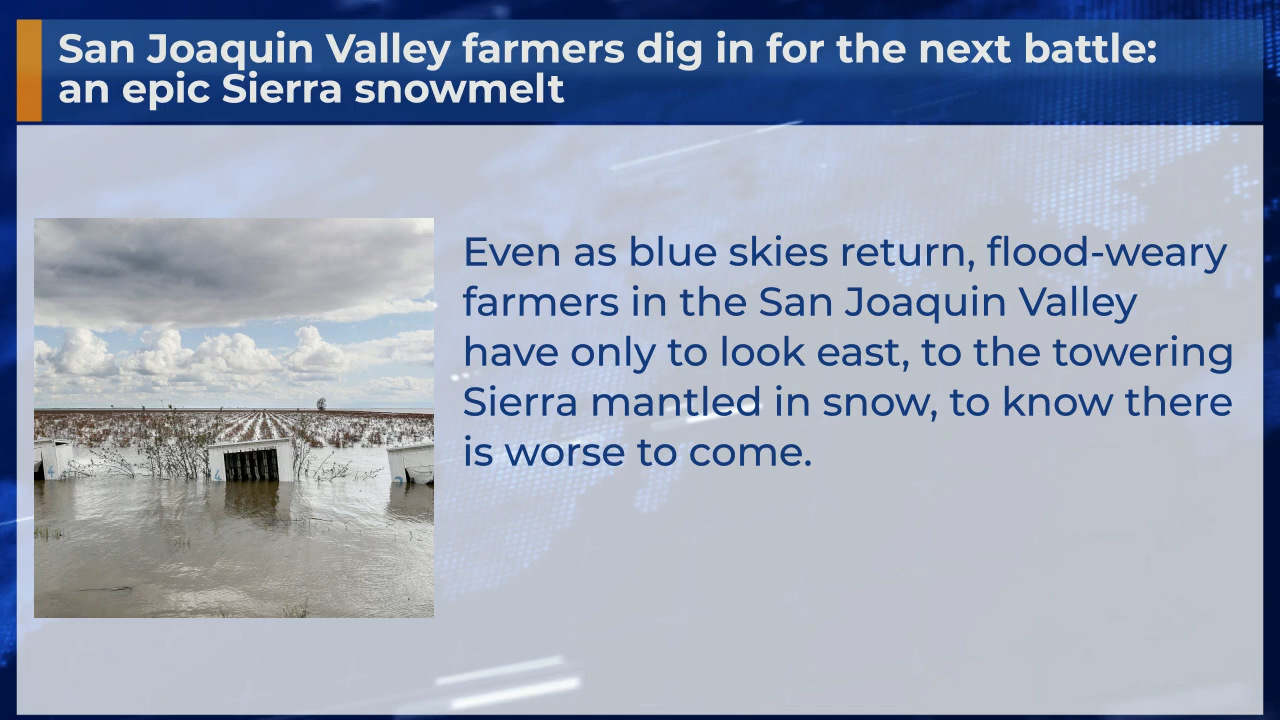 San Joaquin Valley farmers dig in for the next battle:
an epic Sierra snowmelt
Even as blue skies return, flood-weary
farmers in the San Joaquin Valley
have only to look east, to the towering
Sierra mantled in snow, to know there
is worse to come.